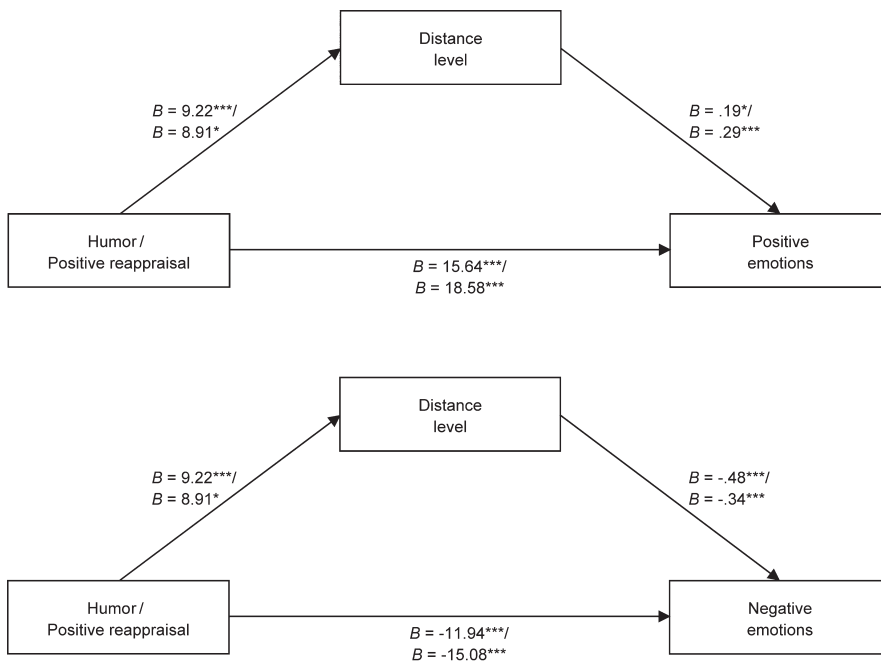 Distance
level
B = 9.22***/
B = 8.91*
B = .19*/
B = .29***
Humor /
Positive reappraisal
B = 15.64***/
B = 18.58***
Positive
emotions
Distance
level
B = 9.22***/
B = 8.91*
B = -.48***/
B = -.34***
Humor /
Positive reappraisal
B = -11.94***/
B = -15.08***
Negative
emotions